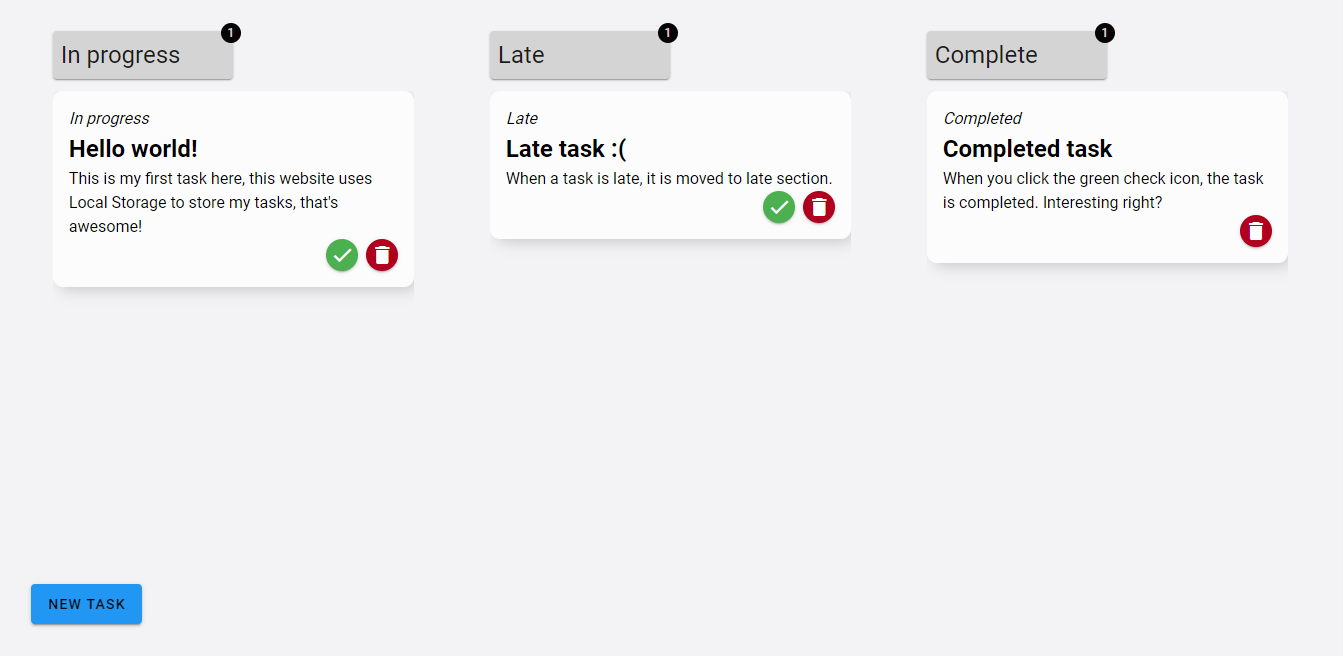 In progress
1
In progress
Hello world!
This is my first task here, this website uses
Local Storage to store my tasks, that's
awesome!
Late
1
Late
Late task :(
When a task is late, it is moved to late section.
Complete
1
Completed
Completed task
When you click the green check icon, the task
is completed. Interesting right?
NEW TASK